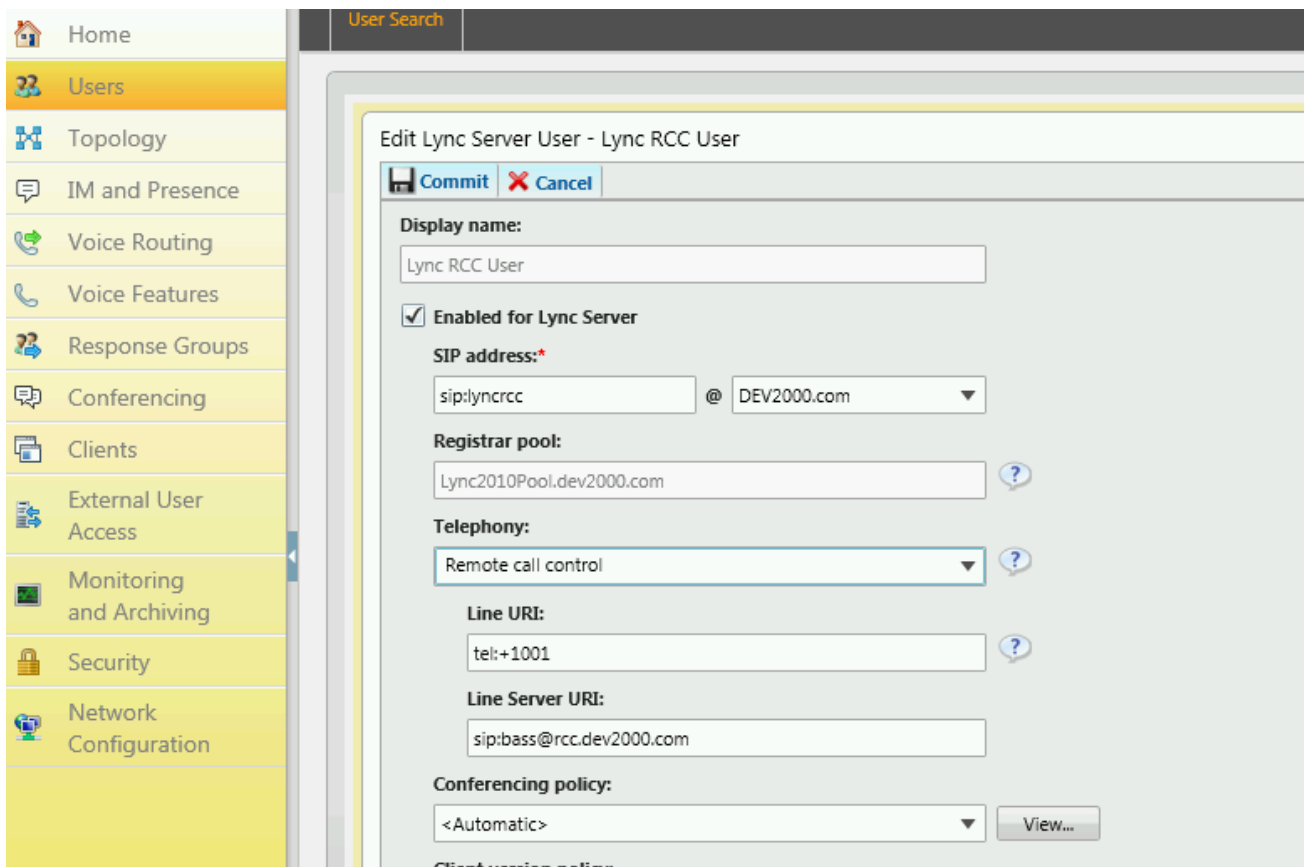 Home
Users
Topology
IM and Presence
Voice Routing
Voice Features
Response Groups
Conferencing
Clients
External User
Access
Monitoring
and Archiving
Security
Network
Configuration
User Search
Edit Lync Server User - Lync RCC User
Commit Cancel
Display name:
Lync RCC User
Enabled for Lync Server
SIP address:*
sip:lyncrcc @ DEV2000.com
Registrar pool:
Lync2010Pool.dev2000.com
Telephony:
Remote call control
Line URI:
tel:+1001
Line Server URI:
sip:bass@rcc.dev2000.com
Conferencing policy:
<Automatic> View...
Client version policy: